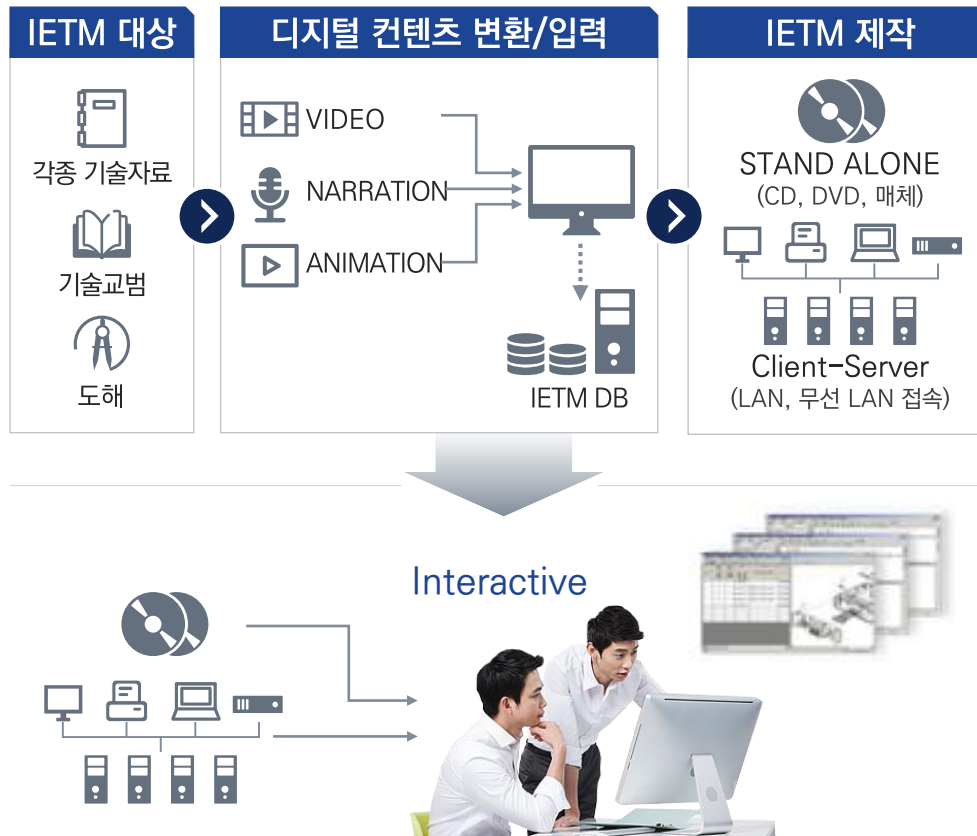 IETM 대상
디지털 컨텐츠 변환/입력
IETM 제작
각종 기술자료
기술교범
도해
VIDEO
NARRATION
ANIMATION
IETM DB
STAND ALONE
(CD, DVD, 매체)
Client-Server
(LAN, 무선 LAN 접속)
Interactive